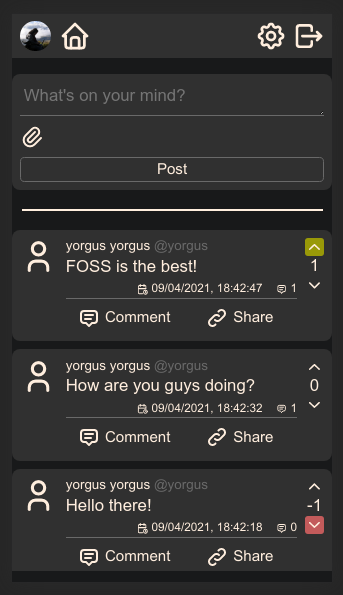 What's on your mind?
Post
yorgus yorgus @yorgus
FOSS is the best!
1
09/04/2021, 18:42:47 1
Comment Share
yorgus yorgus @yorgus
How are you guys doing?
0
09/04/2021, 18:42:32 1
Comment Share
yorgus yorgus @yorgus
Hello there!
-1
09/04/2021, 18:42:18 0
Comment Share